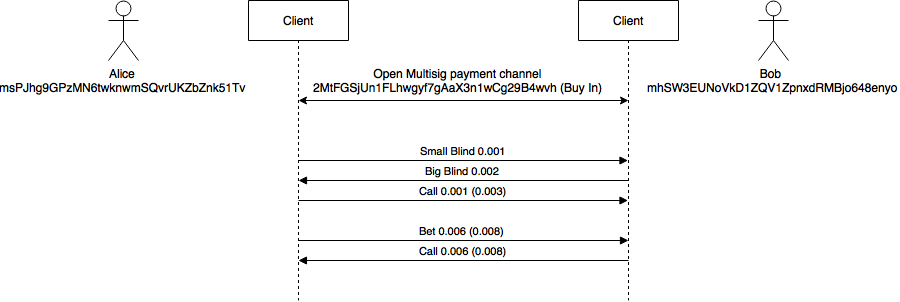 Client
Client
Alice
msPJhg9GPzMN6twknwmSQvrUKZbZnk51Tv
Open Multisig payment channel
2MtFGSjUn1FLhwgyf7gAaX3n1wCg29B4wvh (Buy In)
Bob
mhSW3EUNoVkD1ZQV1ZpnxdRMBjo648enyo
Small Blind 0.001
Big Blind 0.002
Call 0.001 (0.003)
Bet 0.006 (0.008)
Call 0.006 (0.008)